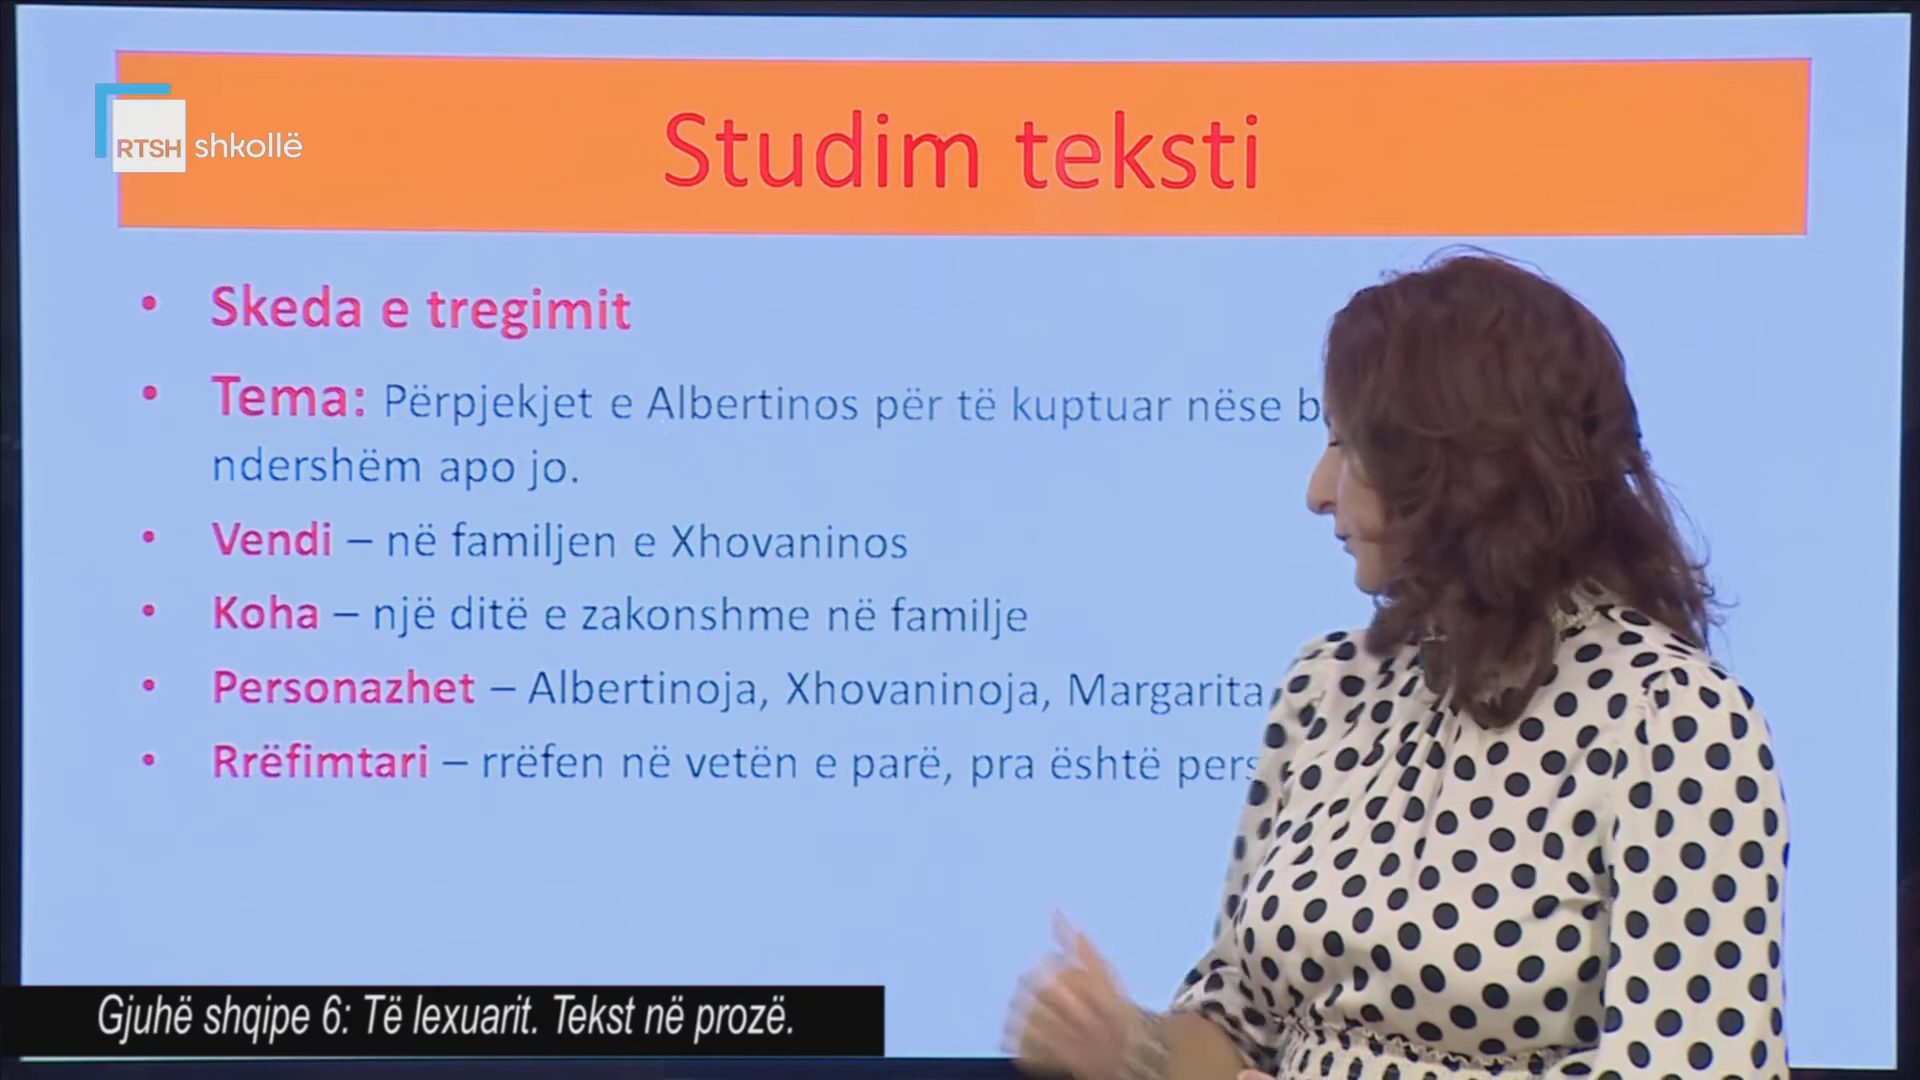 RTSH shkollë
Studim teksti
• Skeda e tregimit
• Tema: Përpjekjet e Albertinos për të kuptuar nëse
ndershëm apo jo.
• Vendi – në familjen e Xhovaninos
• Koha – një ditë e zakonshme në familje
• Personazhet – Albertinoja, Xhovaninoja, Margarita
• Rrëfimtari – rrëfen në vetën e parë, pra është
Gjuhë shqipe 6: Të lexuarit. Tekst në prozë.